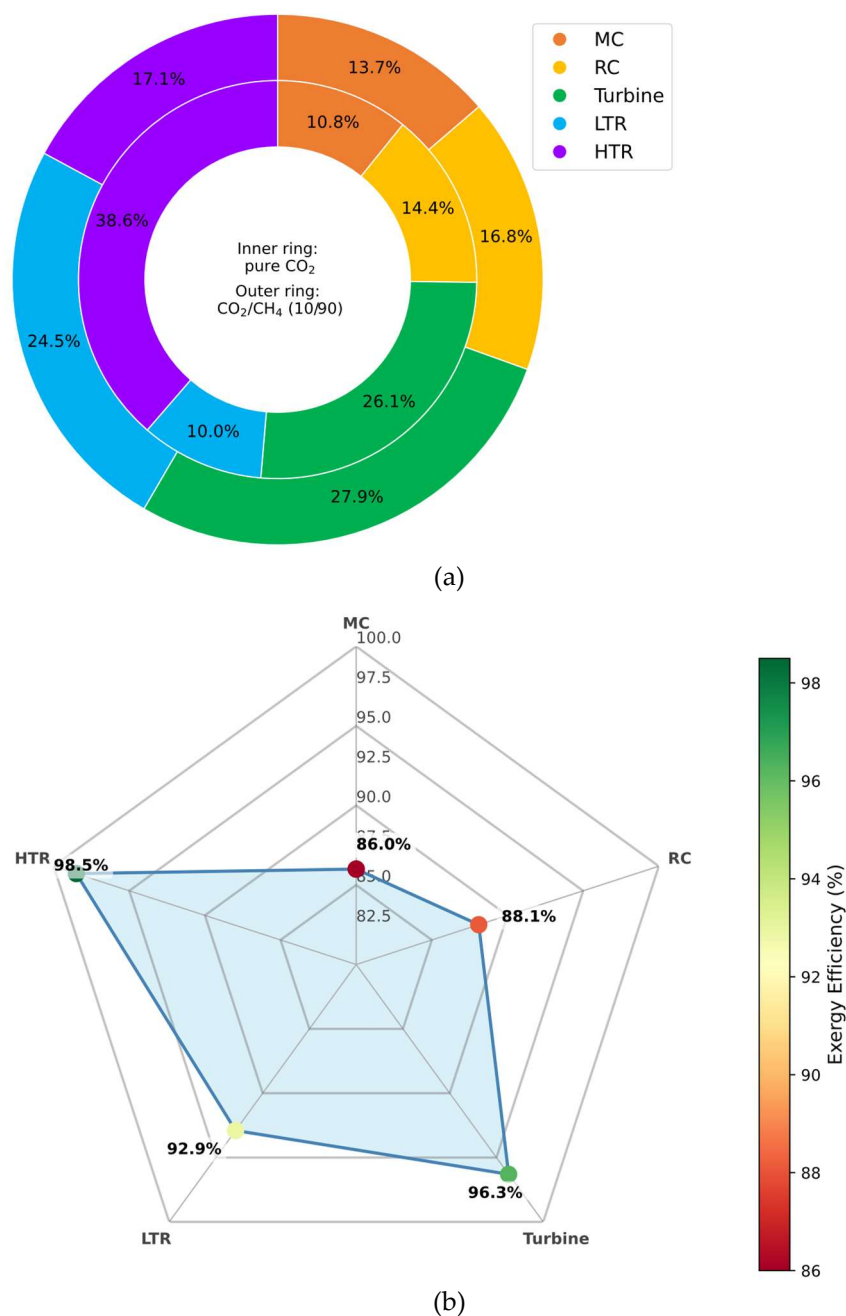 MC
RC
Turbine
LTR
HTR
17.1%
13.7%
10.8%
38.6%
14.4%
16.8%
Inner ring:
pure CO₂
Outer ring:
CO₂/CH₄ (10/90)
24.5%
26.1%
10.0%
27.9%
(a)
MC
100.0
97.5
95.0
92.5
90.0
87.5
86.0%
85.0
82.5
HTR
98.5%
RC
88.1%
92.9%
96.3%
LTR
Turbine
98
96
94
92
90
88
86
Exergy Efficiency (%)
(b)